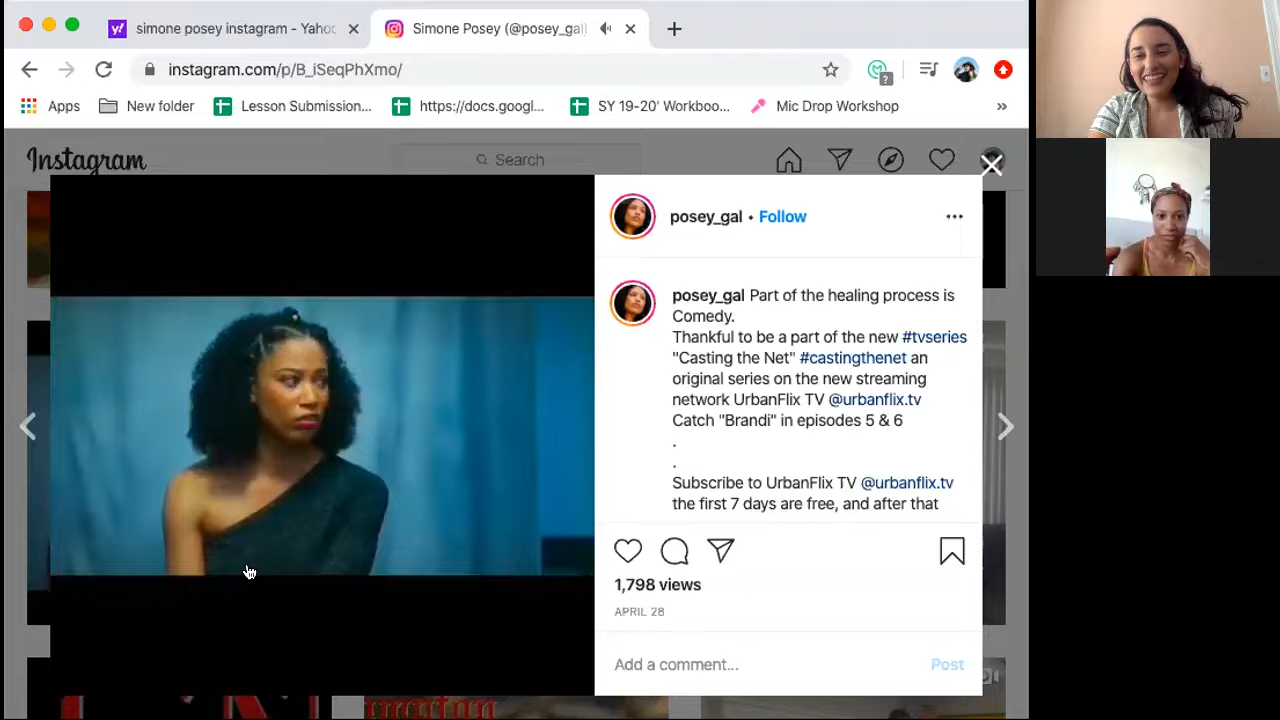 simone posey instagram - Yahoo
Simone Posey (@posey_gal)
instagram.com/p/B_iSeqPhXmo/
Apps
New folder
Lesson Submission...
https://docs.googl...
SY 19-20' Workboo...
Mic Drop Workshop
»
Instagram
Search
posey_gal • Follow
posey_gal Part of the healing process is
Comedy.
Thankful to be a part of the new #tvseries
"Casting the Net" #castingthenet an
original series on the new streaming
network UrbanFlix TV @urbanflix.tv
Catch "Brandi" in episodes 5 & 6
.
.
Subscribe to UrbanFlix TV @urbanflix.tv
the first 7 days are free, and after that
1,798 views
APRIL 28
Add a comment...
Post